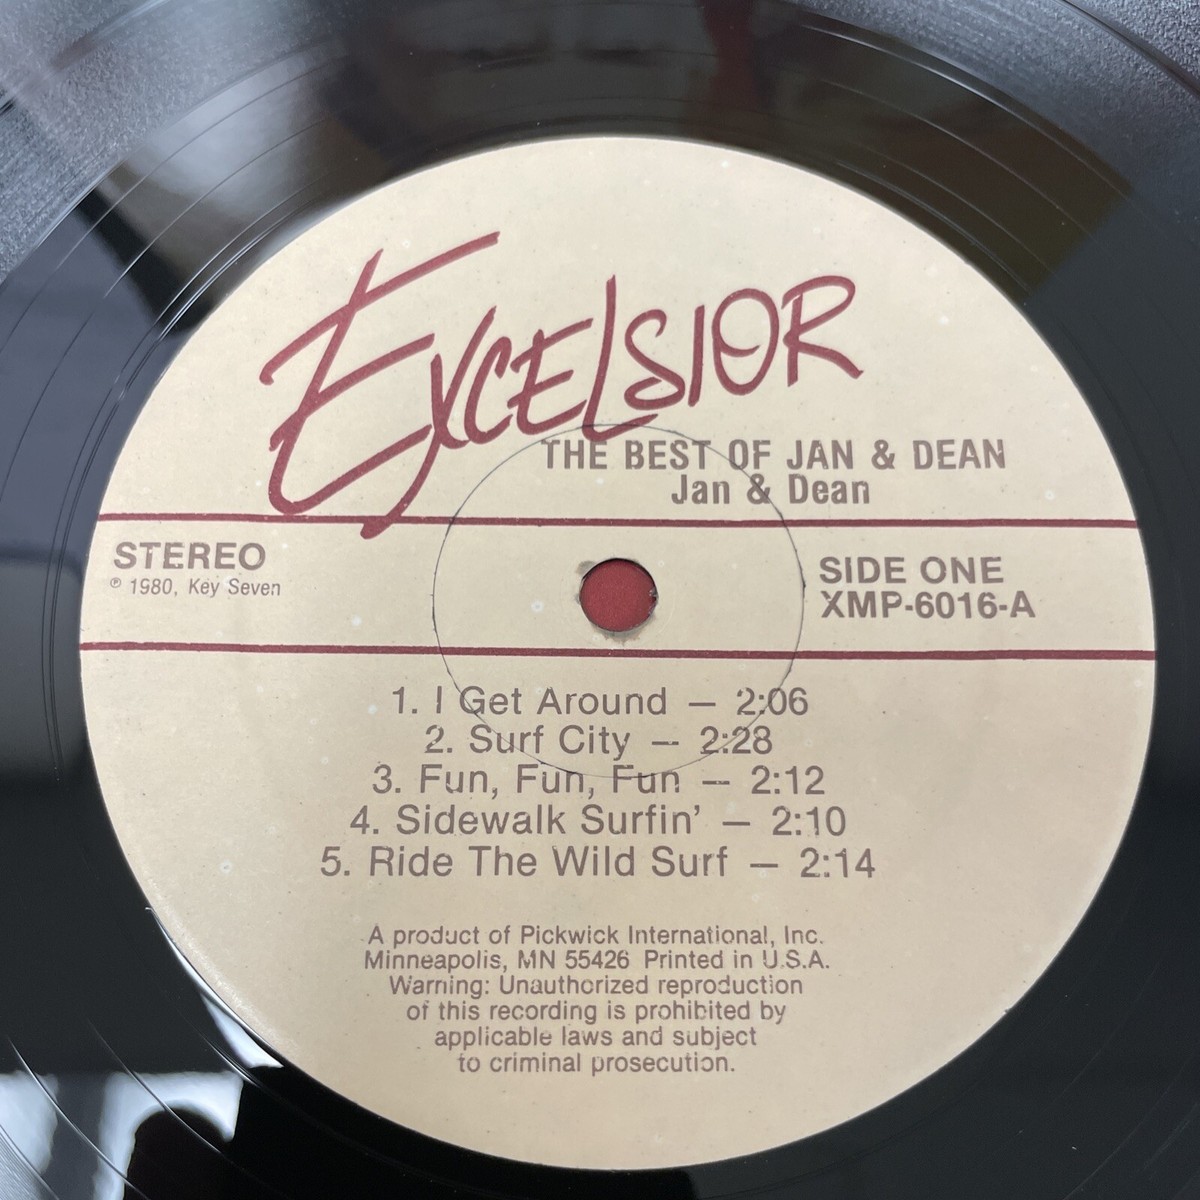 EXCELSIOR
THE BEST OF JAN & DEAN
Jan & Dean
STEREO
℗ 1980, Key Seven
SIDE ONE
XMP-6016-A
1. I Get Around — 2:06
2. Surf City — 2:28
3. Fun, Fun, Fun — 2:12
4. Sidewalk Surfin' — 2:10
5. Ride The Wild Surf — 2:14
A product of Pickwick International, Inc.
Minneapolis, MN 55426 Printed in U.S.A.
Warning: Unauthorized reproduction
of this recording is prohibited by
applicable laws and subject
to criminal prosecution.